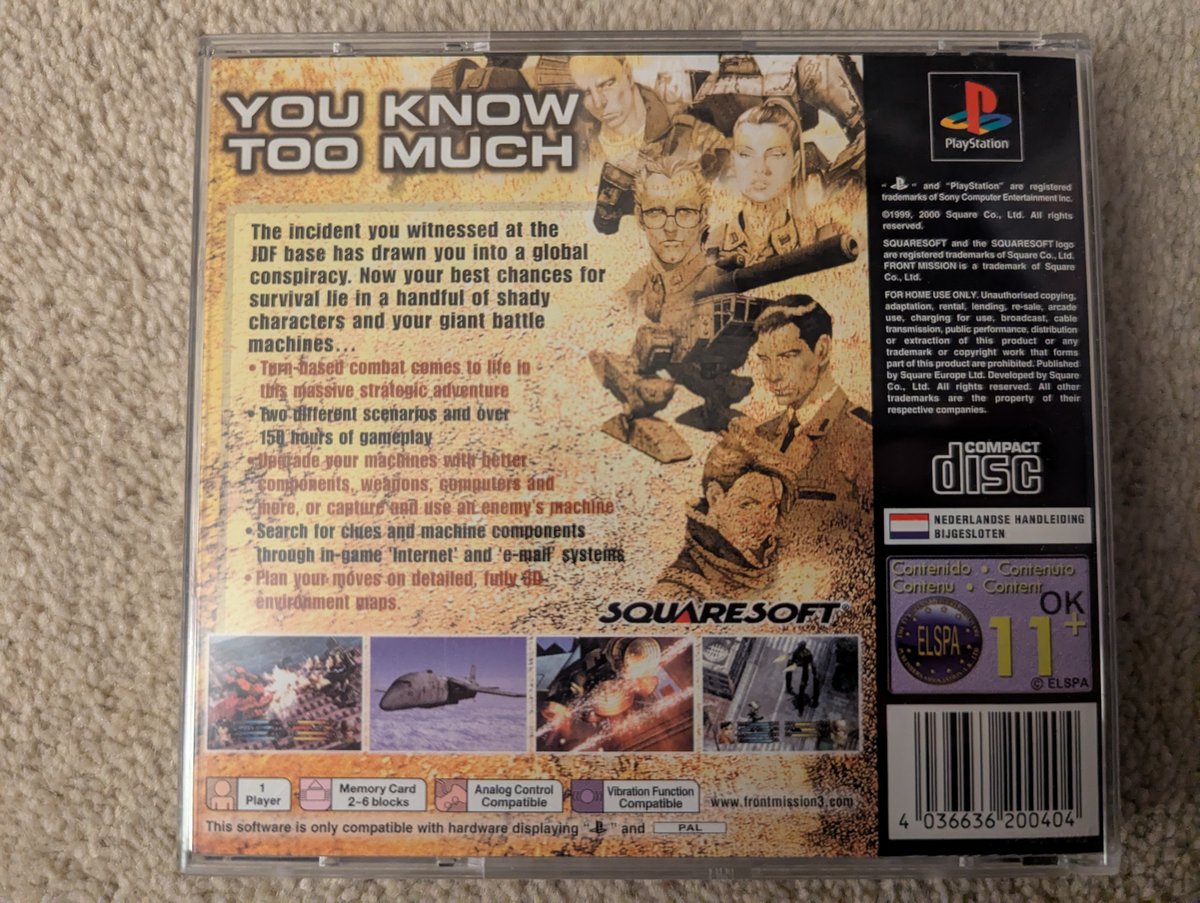 YOU KNOW
TOO MUCH
The incident you witnessed at the
JDF base has drawn you into a global
conspiracy. Now your best chances for
survival lie in a handful of shady
characters and your giant battle
machines...
• Turn-based combat comes to life in
this massive strategic adventure
• Two different scenarios and over
150 hours of gameplay
• Upgrade your machines with better
components, weapons, computers and
more, or capture and use an enemy's machine
• Search for clues and machine components
through in-game 'Internet' and 'e-mail' systems
• Plan your moves on detailed, fully 3D
environment maps.
SQUARESOFT®
1
Player
Memory Card
2~6 blocks
Analog Control
Compatible
Vibration Function
Compatible
www.frontmission3.com
This software is only compatible with hardware displaying " " and PAL
PlayStation
" " and "PlayStation" are registered
trademarks of Sony Computer Entertainment Inc.
©1999, 2000 Square Co., Ltd. All rights
reserved.
SQUARESOFT and the SQUARESOFT logo
are registered trademarks of Square Co., Ltd.
FRONT MISSION is a trademark of Square
Co., Ltd.
FOR HOME USE ONLY. Unauthorised copying,
adaptation, rental, lending, re-sale, arcade
use, charging for use, broadcast, cable
transmission, public performance, distribution
or extraction of this product or any
trademark or copyright work that forms
part of this product are prohibited. Published
by Square Europe Ltd. Developed by Square
Co., Ltd. All rights reserved. All other
trademarks are the property of their
respective companies.
COMPACT
disc
NEDERLANDSE HANDLEIDING
BIJGESLOTEN
Contenido • Contenuto
Contenu • Content
OK
ELSPA
11+
© ELSPA
4 036636 200404